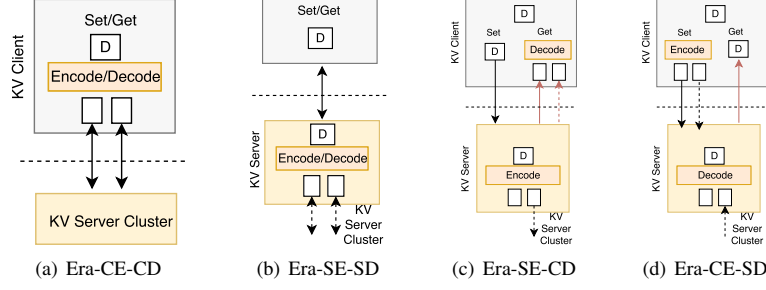 KV Client
Set/Get
D
Encode/Decode
KV Server Cluster
(a) Era-CE-CD
Set/Get
D
KV Server
D
Encode/Decode
KV
Server
Cluster
(b) Era-SE-SD
KV Client
D
Set
Get
D
Decode
KV Server
D
Encode
KV
Server
Cluster
(c) Era-SE-CD
KV Client
D
Set
Get
Encode
D
KV Server
D
Decode
KV
Server
Cluster
(d) Era-CE-SD